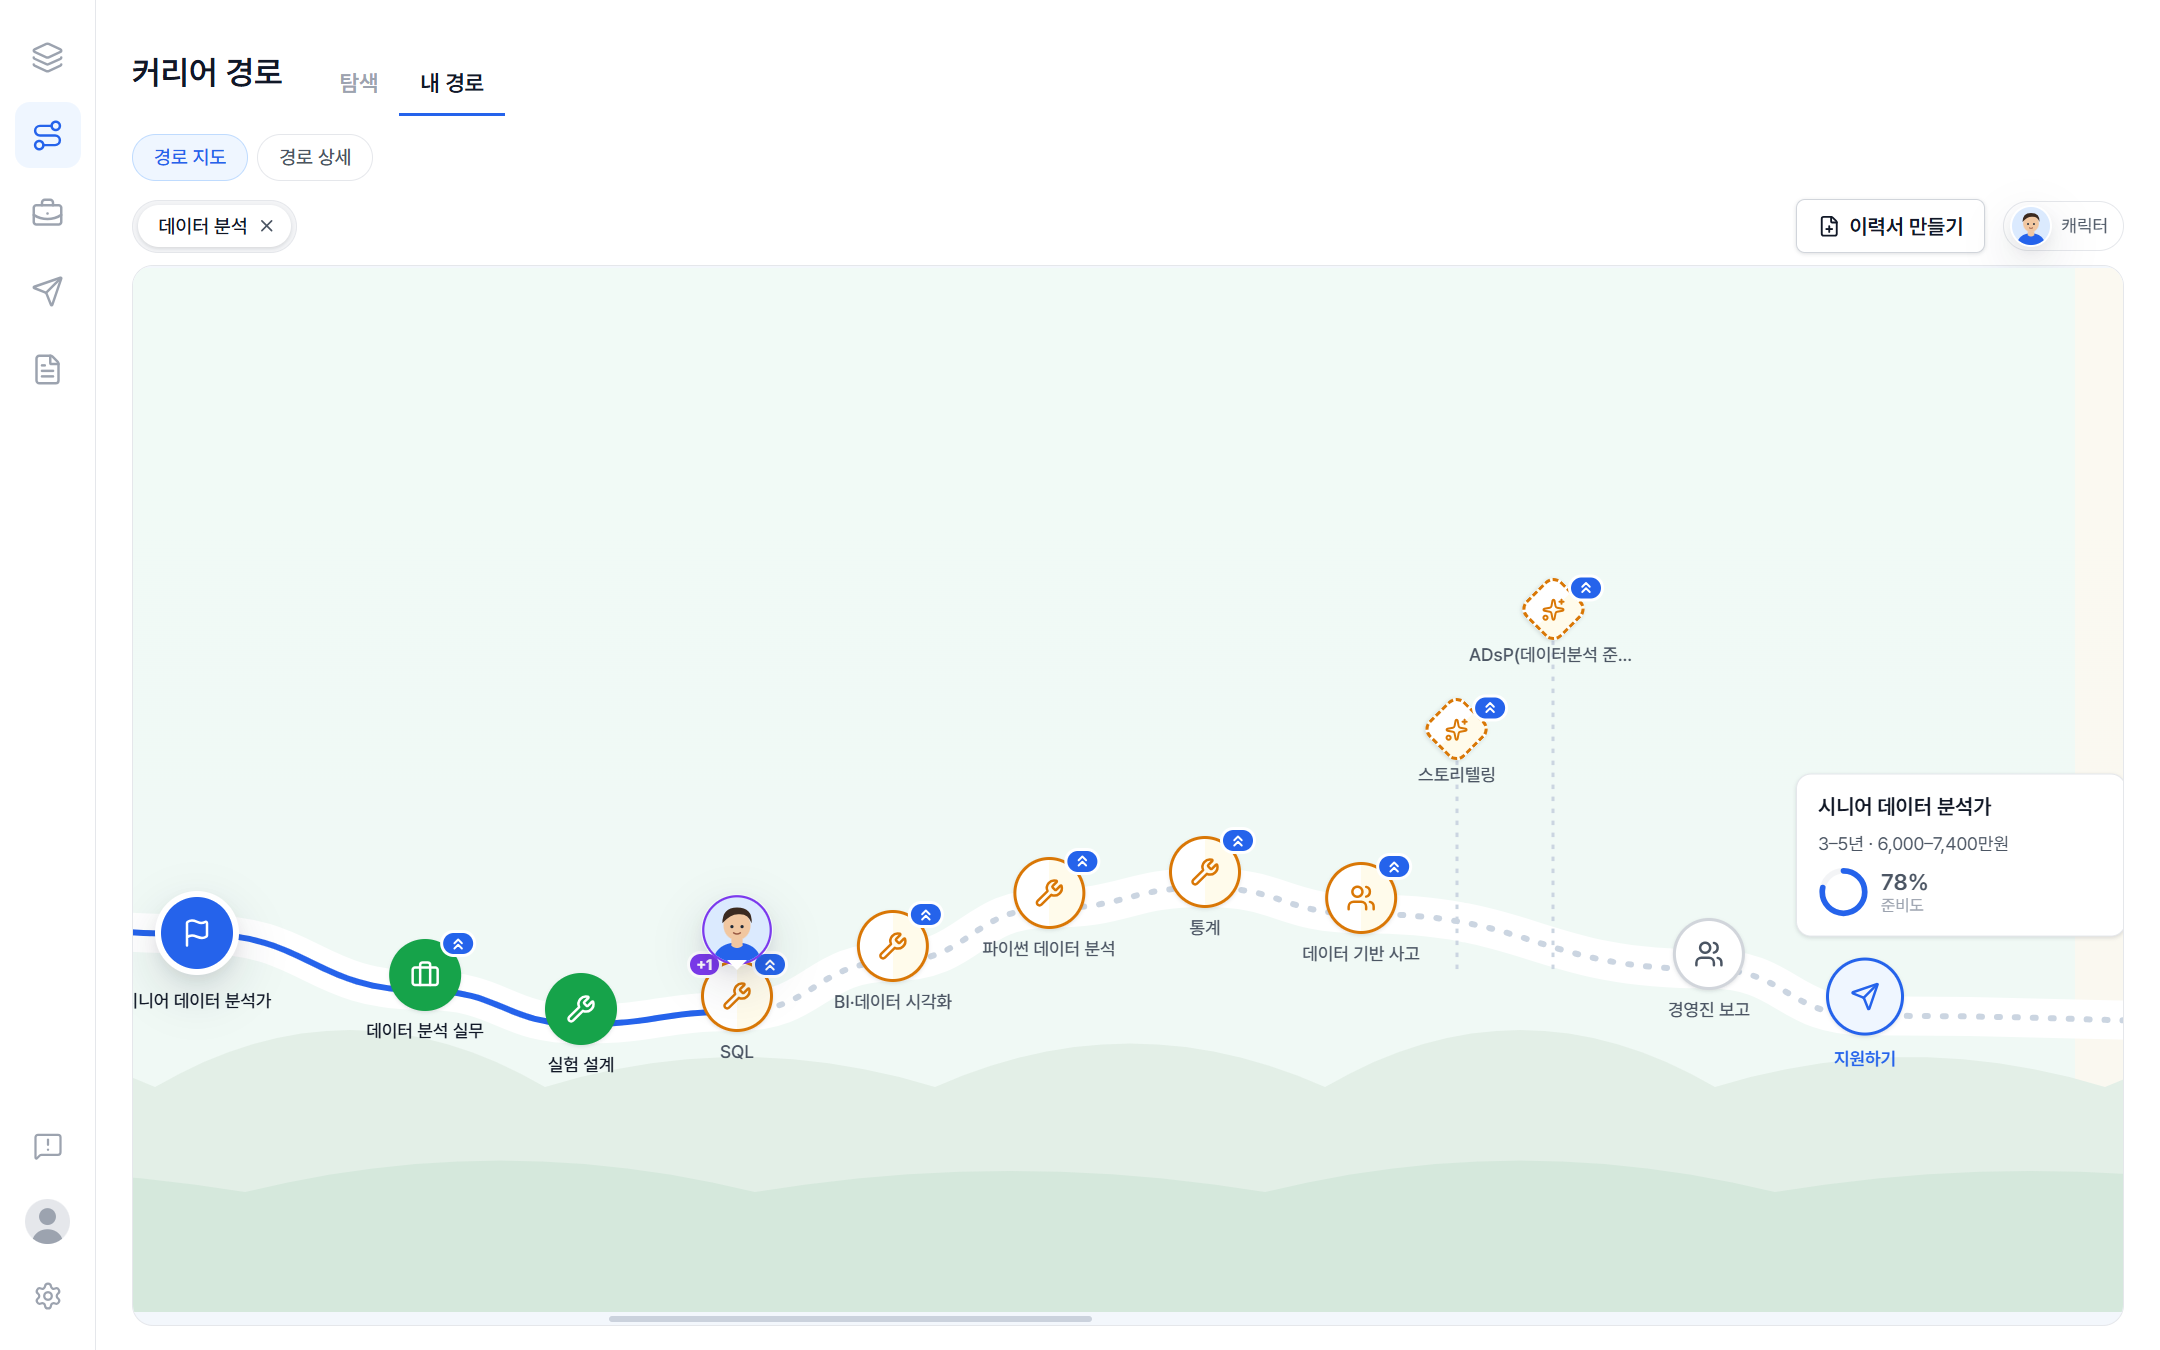 커리어 경로
탐색
내 경로
경로 지도
경로 상세
데이터 분석
이력서 만들기
캐릭터
ADsP(데이터분석 준...
스토리텔링
시니어 데이터 분석가
3–5년 · 6,000–7,400만원
78%
준비도
니어 데이터 분석가
데이터 분석 실무
실험 설계
+1
SQL
BI·데이터 시각화
파이썬 데이터 분석
통계
데이터 기반 사고
경영진 보고
지원하기